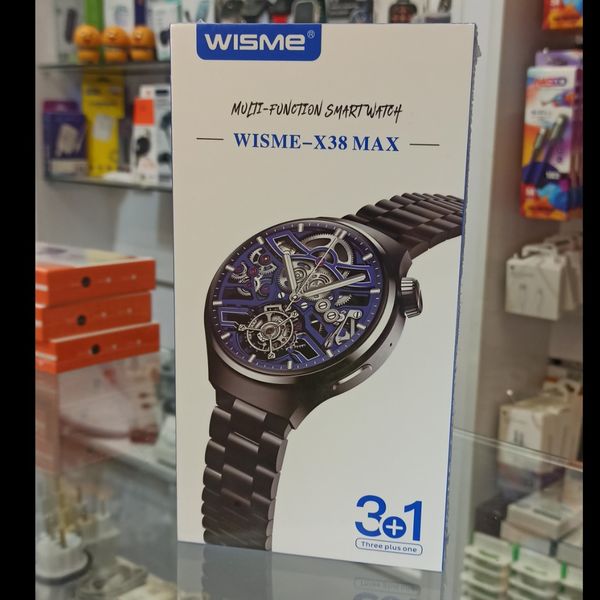 WISME®
MULTI-FUNCTION SMART WATCH
WISME-X38 MAX
3+1
Three plus one